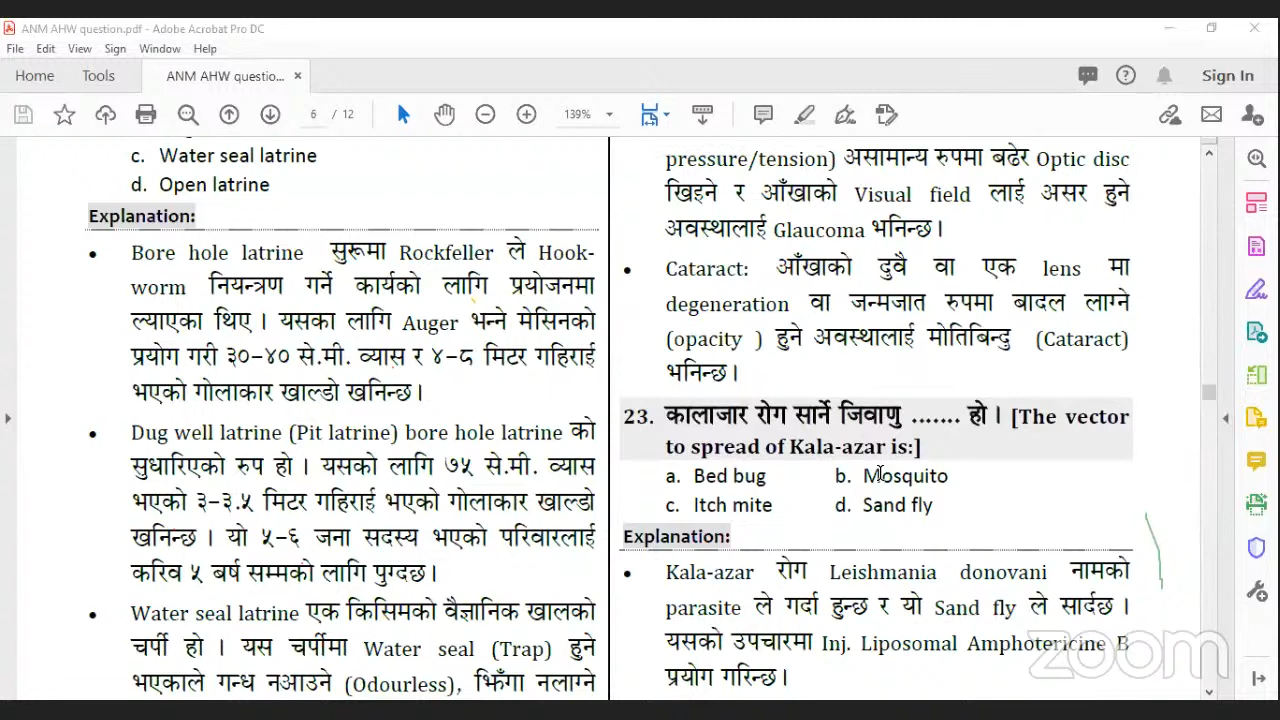 ANM AHW question.pdf - Adobe Acrobat Pro DC
File Edit View Sign Window Help
Home Tools ANM AHW questio... × Sign In
6 / 12 139%
c. Water seal latrine
d. Open latrine
Explanation:
• Bore hole latrine सुरूमा Rockfeller ले Hook-
worm नियन्त्रण गर्ने कार्यको लागि प्रयोजनमा
ल्याएका थिए । यसका लागि Auger भन्ने मेसिनको
प्रयोग गरी ३०-४० से.मी. व्यास र ४-८ मिटर गहिराई
भएको गोलाकार खाल्डो खनिन्छ ।
• Dug well latrine (Pit latrine) bore hole latrine को
सुधारिएको रुप हो । यसको लागि ७५ से.मी. व्यास
भएको ३-३.५ मिटर गहिराई भएको गोलाकार खाल्डो
खनिन्छ । यो ५-६ जना सदस्य भएको परिवारलाई
करिव ५ बर्ष सम्मको लागि पुग्दछ ।
• Water seal latrine एक किसिमको वैज्ञानिक खालको
चर्पी हो । यस चर्पीमा Water seal (Trap) हुने
भएकाले गन्ध नआउने (Odourless), झिँगा नलाग्ने
pressure/tension) असामान्य रुपमा बढेर Optic disc
खिइने र आँखाको Visual field लाई असर हुने
अवस्थालाई Glaucoma भनिन्छ ।
• Cataract: आँखाको दुवै वा एक lens मा
degeneration वा जन्मजात रुपमा बादल लाग्ने
(opacity ) हुने अवस्थालाई मोतिबिन्दु (Cataract)
भनिन्छ ।
23. कालाजार रोग सार्ने जिवाणु ....... हो । [The vector
to spread of Kala-azar is:]
a. Bed bug b. Mosquito
c. Itch mite d. Sand fly
Explanation:
• Kala-azar रोग Leishmania donovani नामको
parasite ले गर्दा हुन्छ र यो Sand fly ले सार्दछ ।
यसको उपचारमा Inj. Liposomal Amphotericine B
प्रयोग गरिन्छ ।
zoom